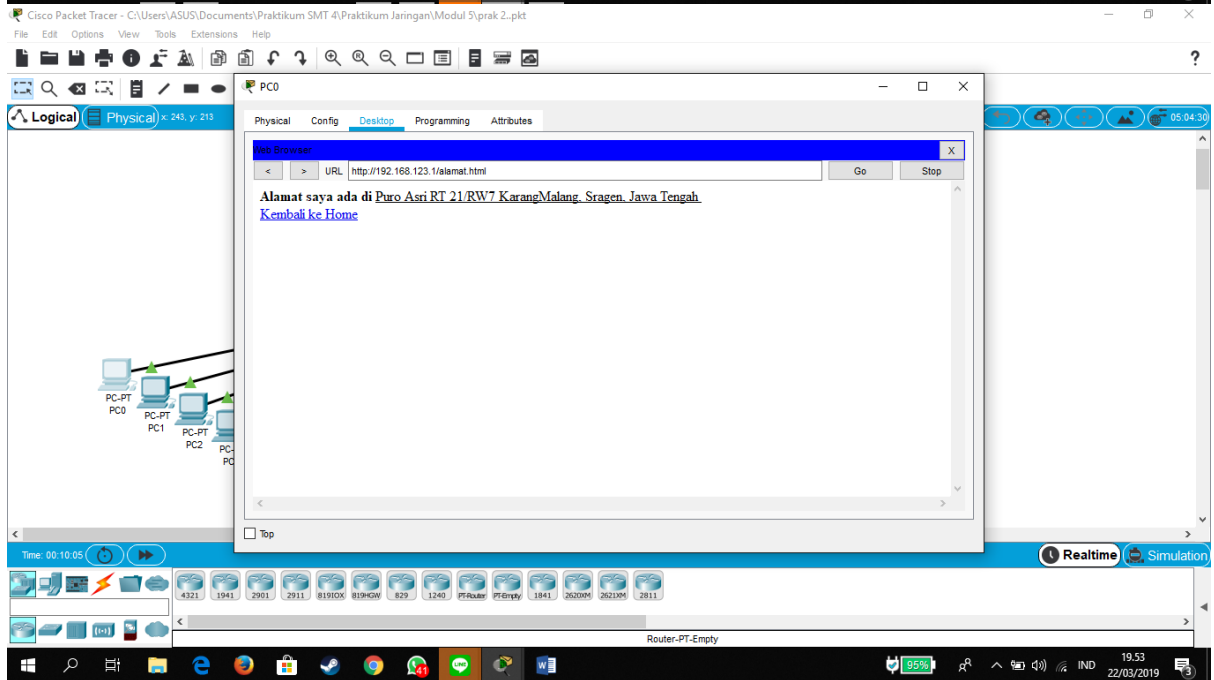 Cisco Packet Tracer - C:\Users\ASUS\Documents\Praktikum SMT 4\Praktikum Jaringan\Modul 5\prak 2..pkt
File Edit Options View Tools Extensions Help
?
Logical Physical x: 243, y: 213 05:04:30
PC0
Physical Config Desktop Programming Attributes
Web Browser X
< > URL http://192.168.123.1/alamat.html Go Stop
Alamat saya ada di Puro Asri RT 21/RW7 KarangMalang, Sragen, Jawa Tengah
Kembali ke Home
PC-PT
PC0
PC-PT
PC1
PC-PT
PC2
PC-
PC
Top
Time: 00:10:05 Realtime Simulation
4321 1941 2901 2911 819IOX 819HGW 829 1240 PT-Router PT-Empty 1841 2620XM 2621XM 2811
Router-PT-Empty
41 LINE 95% IND 19.53
22/03/2019 3